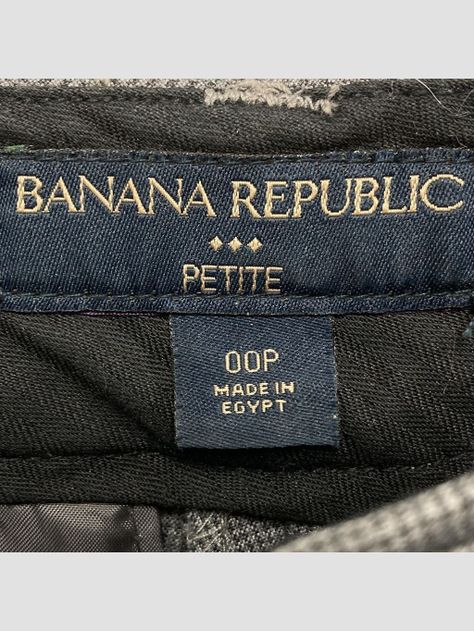 BANANA REPUBLIC
PETITE
00P
MADE IN
EGYPT